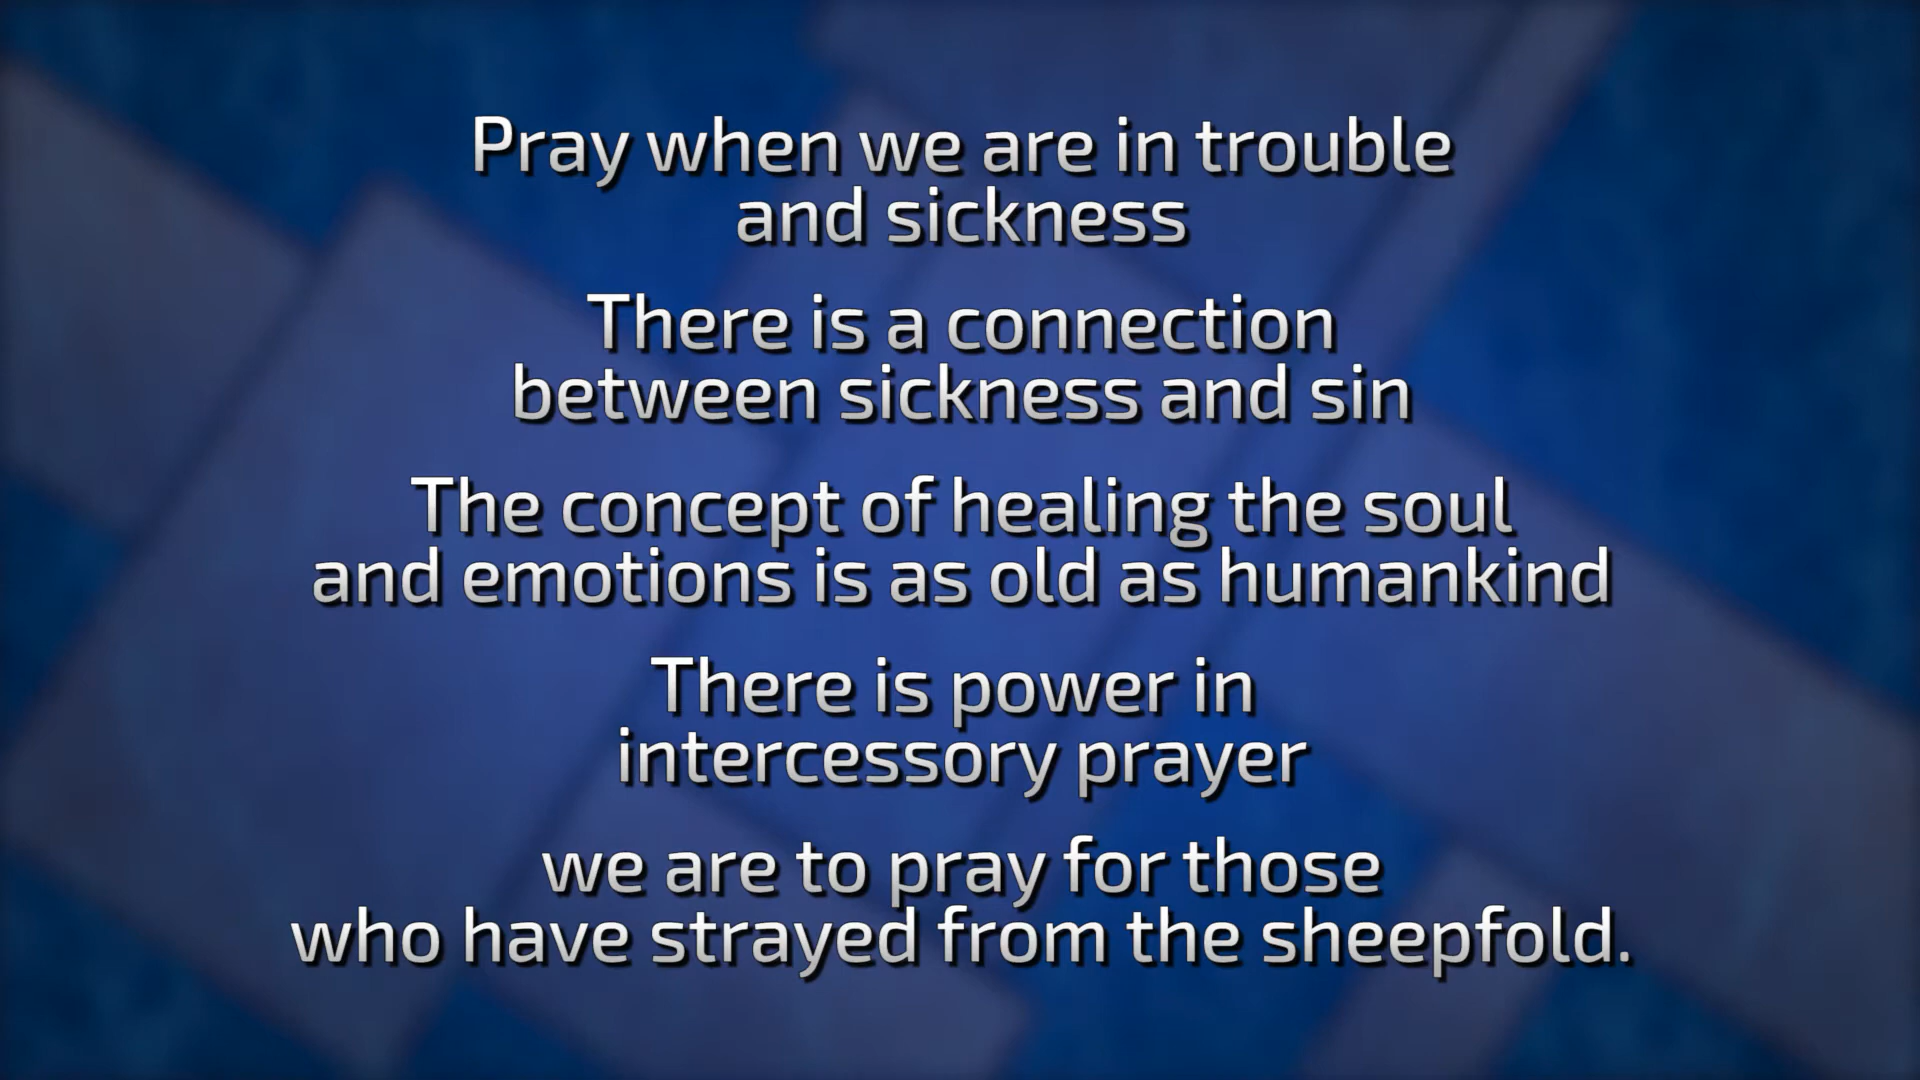 Pray when we are in trouble
and sickness
There is a connection
between sickness and sin
The concept of healing the soul
and emotions is as old as humankind
There is power in
intercessory prayer
we are to pray for those
who have strayed from the sheepfold.